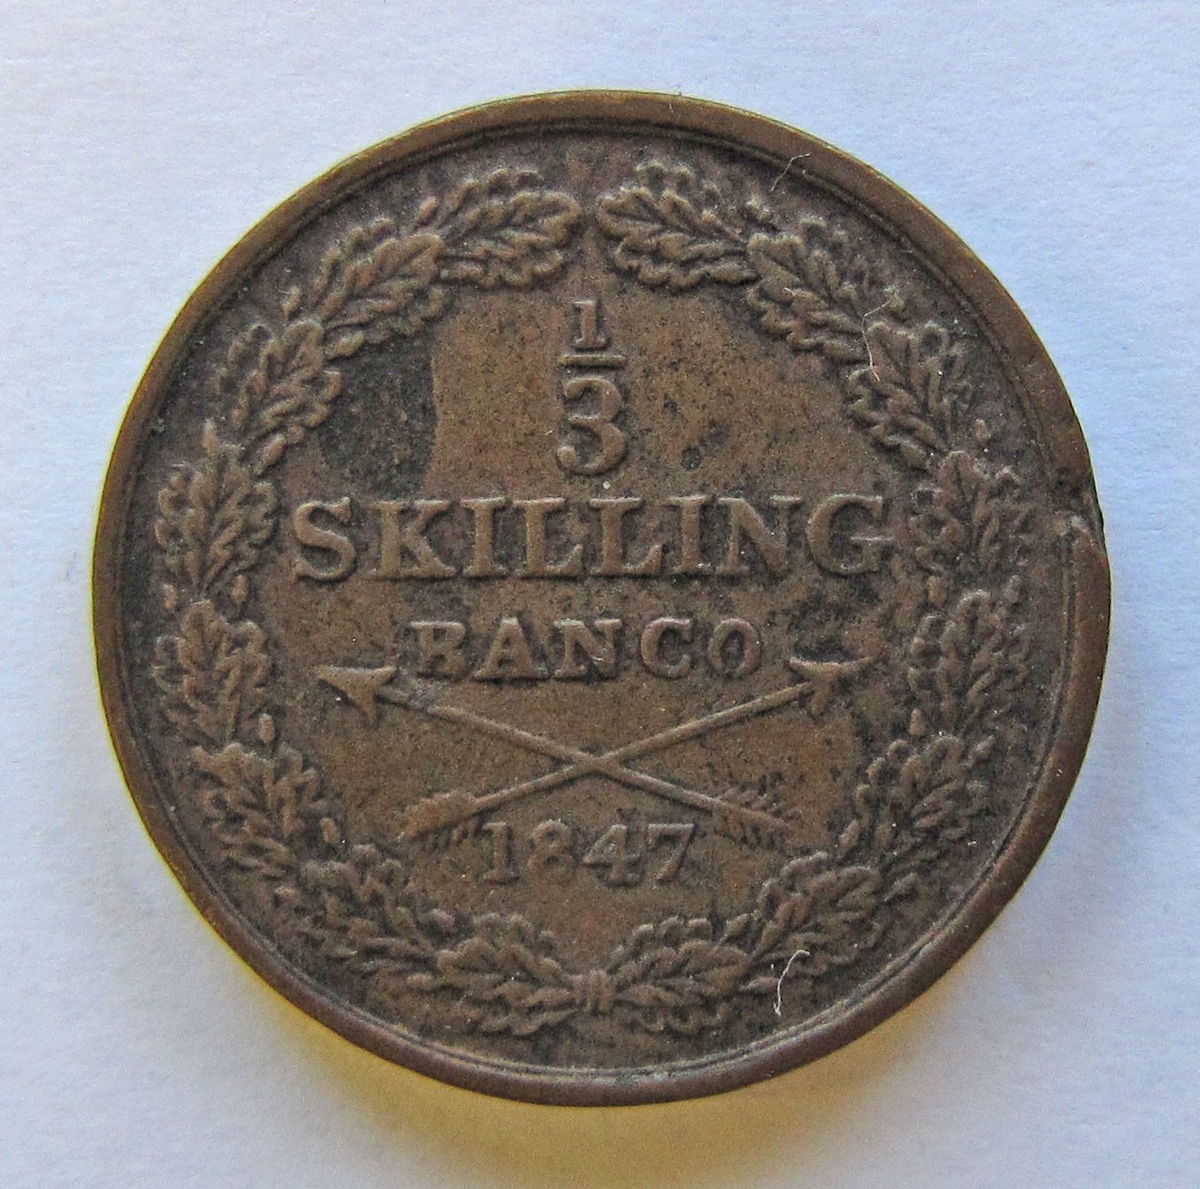 1/3
SKILLING
BANCO
1847